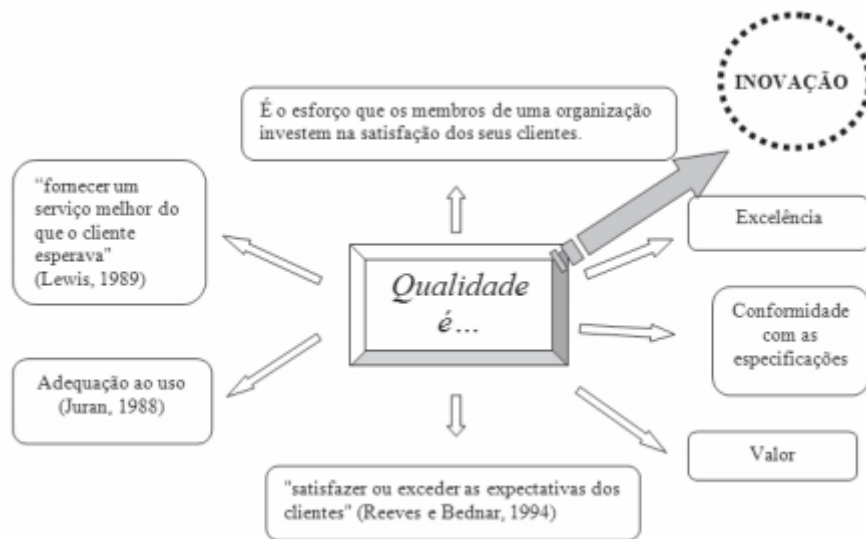 INOVAÇÃO
É o esforço que os membros de uma organização
investem na satisfação dos seus clientes.
"fornecer um
serviço melhor do
que o cliente
esperava"
(Lewis, 1989)
Excelência
Qualidade
é...
Conformidade
com as
especificações
Adequação ao uso
(Juran, 1988)
Valor
"satisfazer ou exceder as expectativas dos
clientes" (Reeves e Bednar, 1994)